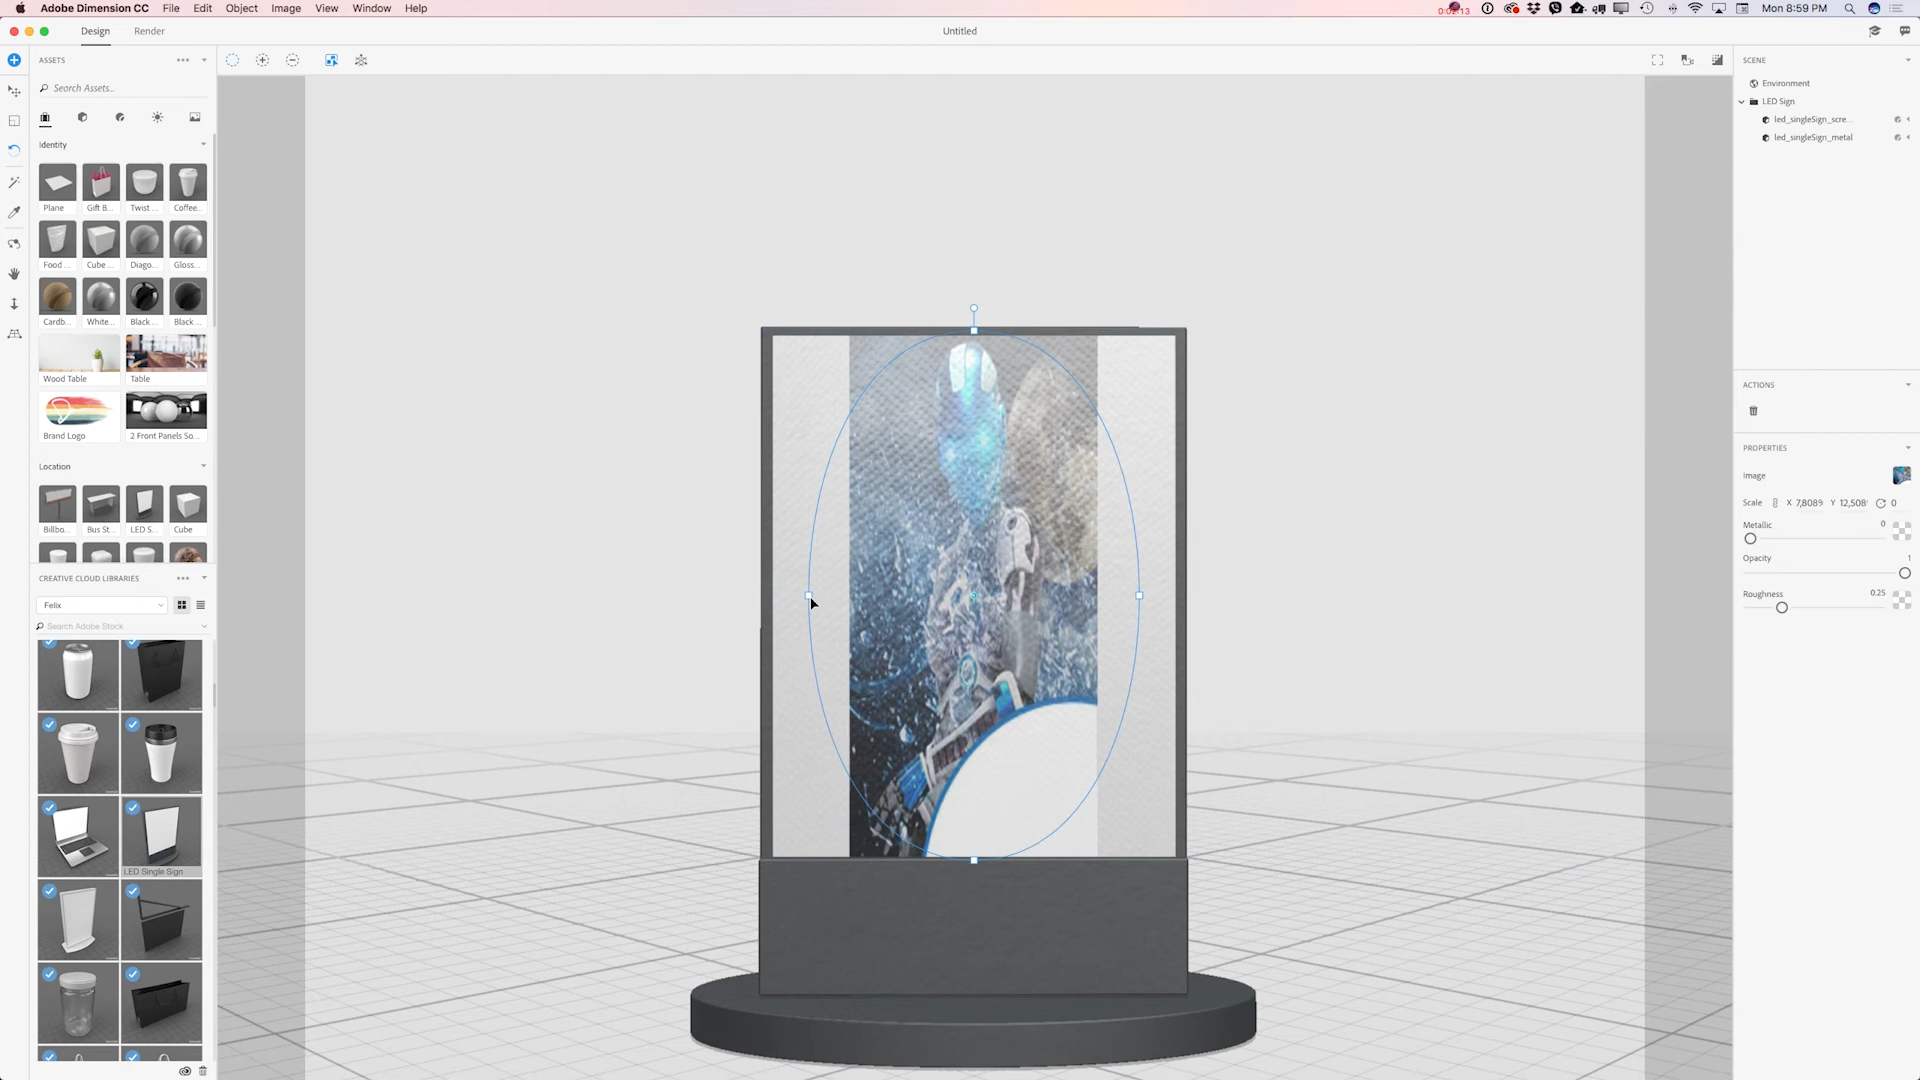 Adobe Dimension CC File Edit Object Image View Window Help
0:02:13 Mon 8:59 PM
Design Render Untitled
ASSETS
Search Assets...
Identity
Plane Gift B... Twist ... Coffee...
Food ... Cube ... Diago... Gloss...
Cardb... White... Black ... Black ...
Wood Table Table
Brand Logo 2 Front Panels So...
Location
Billbo... Bus St... LED S... Cube
CREATIVE CLOUD LIBRARIES
Felix
Search Adobe Stock
LED Single Sign
SCENE
Environment
LED Sign
led_singleSign_scre...
led_singleSign_metal
ACTIONS
PROPERTIES
Image
Scale X 7,8089 Y 12,508 0
Metallic 0
Opacity 1
Roughness 0.25